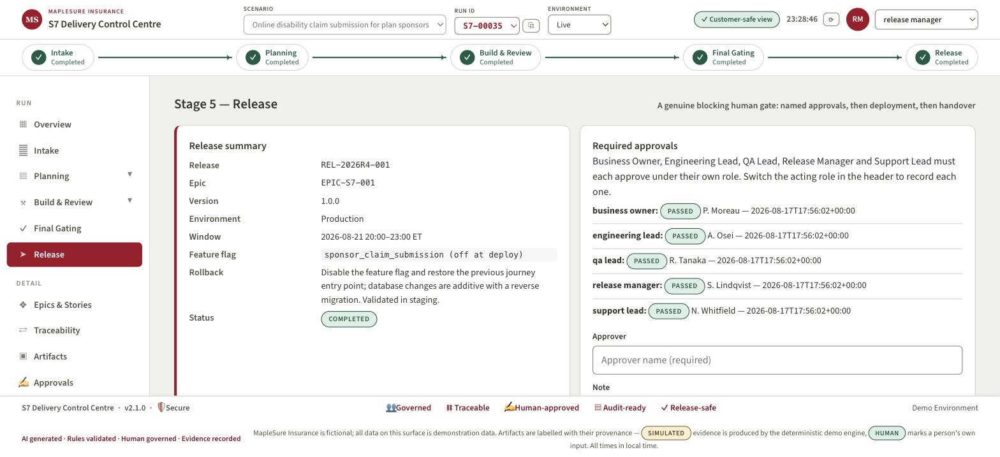 MS
MAPLESURE INSURANCE
S7 Delivery Control Centre
SCENARIO
Online disability claim submission for plan sponsors
RUN ID
S7-00035
ENVIRONMENT
Live
✓ Customer-safe view
23:28:46
RM
release manager
Intake
Completed
Planning
Completed
Build & Review
Completed
Final Gating
Completed
Release
Completed
RUN
Overview
Intake
Planning
Build & Review
Final Gating
Release
DETAIL
Epics & Stories
Traceability
Artifacts
Approvals
Stage 5 — Release
A genuine blocking human gate: named approvals, then deployment, then handover
Release summary
Release REL-2026R4-001
Epic EPIC-S7-001
Version 1.0.0
Environment Production
Window 2026-08-21 20:00–23:00 ET
Feature flag sponsor_claim_submission (off at deploy)
Rollback Disable the feature flag and restore the previous journey
entry point; database changes are additive with a reverse
migration. Validated in staging.
Status COMPLETED
Required approvals
Business Owner, Engineering Lead, QA Lead, Release Manager and Support Lead must
each approve under their own role. Switch the acting role in the header to record each
one.
business owner: PASSED P. Moreau — 2026-08-17T17:56:02+00:00
engineering lead: PASSED A. Osei — 2026-08-17T17:56:02+00:00
qa lead: PASSED R. Tanaka — 2026-08-17T17:56:02+00:00
release manager: PASSED S. Lindqvist — 2026-08-17T17:56:02+00:00
support lead: PASSED N. Whitfield — 2026-08-17T17:56:02+00:00
Approver
Approver name (required)
Note
S7 Delivery Control Centre · v2.1.0 · Secure
Governed
Traceable
Human-approved
Audit-ready
✓ Release-safe
Demo Environment
AI generated · Rules validated · Human governed · Evidence recorded
MapleSure Insurance is fictional; all data on this surface is demonstration data. Artifacts are labelled with their provenance — SIMULATED evidence is produced by the deterministic demo engine, HUMAN marks a person's own
input. All times in local time.